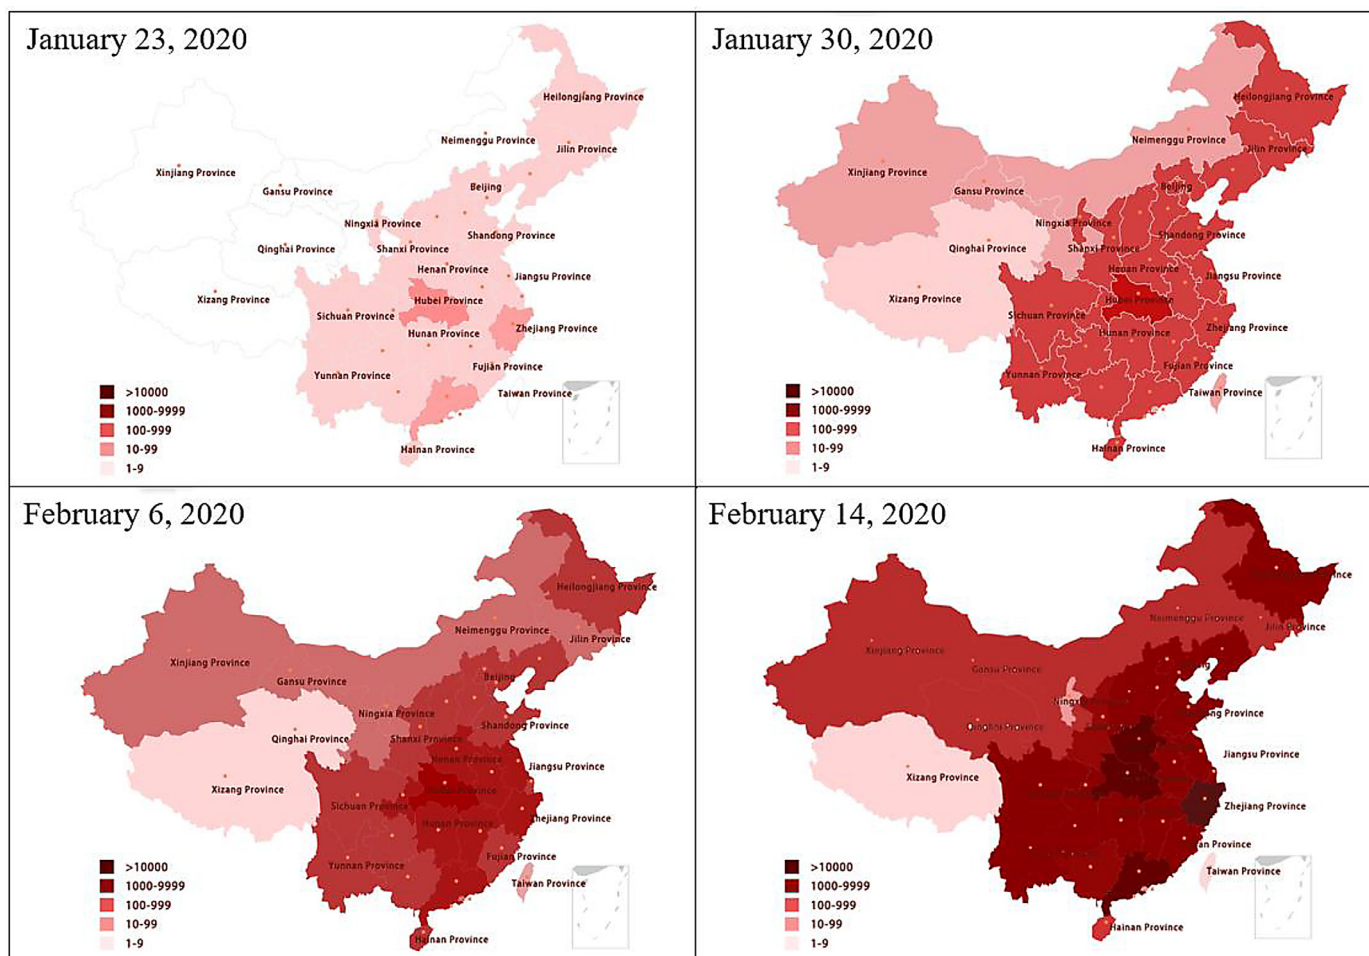 January 23, 2020
Heilongjiang Province
Neimenggu Province
Jilin Province
Xinjiang Province
Gansu Province
Beijing
Ningxia Province
Shandong Province
Qinghai Province
Shanxi Province
Henan Province
Jiangsu Province
Xizang Province
Hubei Province
Sichuan Province
Zhejiang Province
Hunan Province
Fujian Province
Yunnan Province
Taiwan Province
Hainan Province
>10000
1000-9999
100-999
10-99
1-9
January 30, 2020
Heilongjiang Province
Neimenggu Province
Jilin Province
Xinjiang Province
Gansu Province
Beijing
Ningxia Province
Shandong Province
Qinghai Province
Shanxi Province
Henan Province
Jiangsu Province
Xizang Province
Hubei Province
Sichuan Province
Zhejiang Province
Hunan Province
Fujian Province
Yunnan Province
Taiwan Province
Hainan Province
>10000
1000-9999
100-999
10-99
1-9
February 6, 2020
Heilongjiang Province
Neimenggu Province
Jilin Province
Xinjiang Province
Gansu Province
Beijing
Ningxia Province
Shandong Province
Qinghai Province
Shanxi Province
Henan Province
Jiangsu Province
Xizang Province
Hubei Province
Sichuan Province
Zhejiang Province
Hunan Province
Fujian Province
Yunnan Province
Taiwan Province
Hainan Province
>10000
1000-9999
100-999
10-99
1-9
February 14, 2020
Neimenggu Province
Jilin Province
Xinjiang Province
Gansu Province
Ningxia Province
Qinghai Province
Jiangsu Province
Xizang Province
Zhejiang Province
Taiwan Province
Hainan Province
>10000
1000-9999
100-999
10-99
1-9